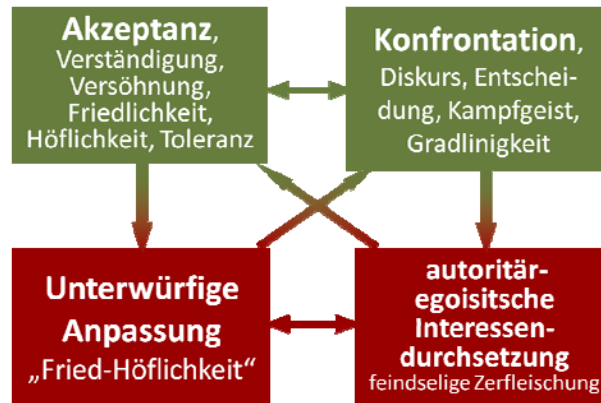 Akzeptanz,
Verständigung,
Versöhnung,
Friedlichkeit,
Höflichkeit, Toleranz
Konfrontation,
Diskurs, Entschei-
dung, Kampfgeist,
Gradlinigkeit
Unterwürfige
Anpassung
„Fried-Höflichkeit“
autoritär-
egoisitsche
Interessen-
durchsetzung
feindselige Zerfleischung